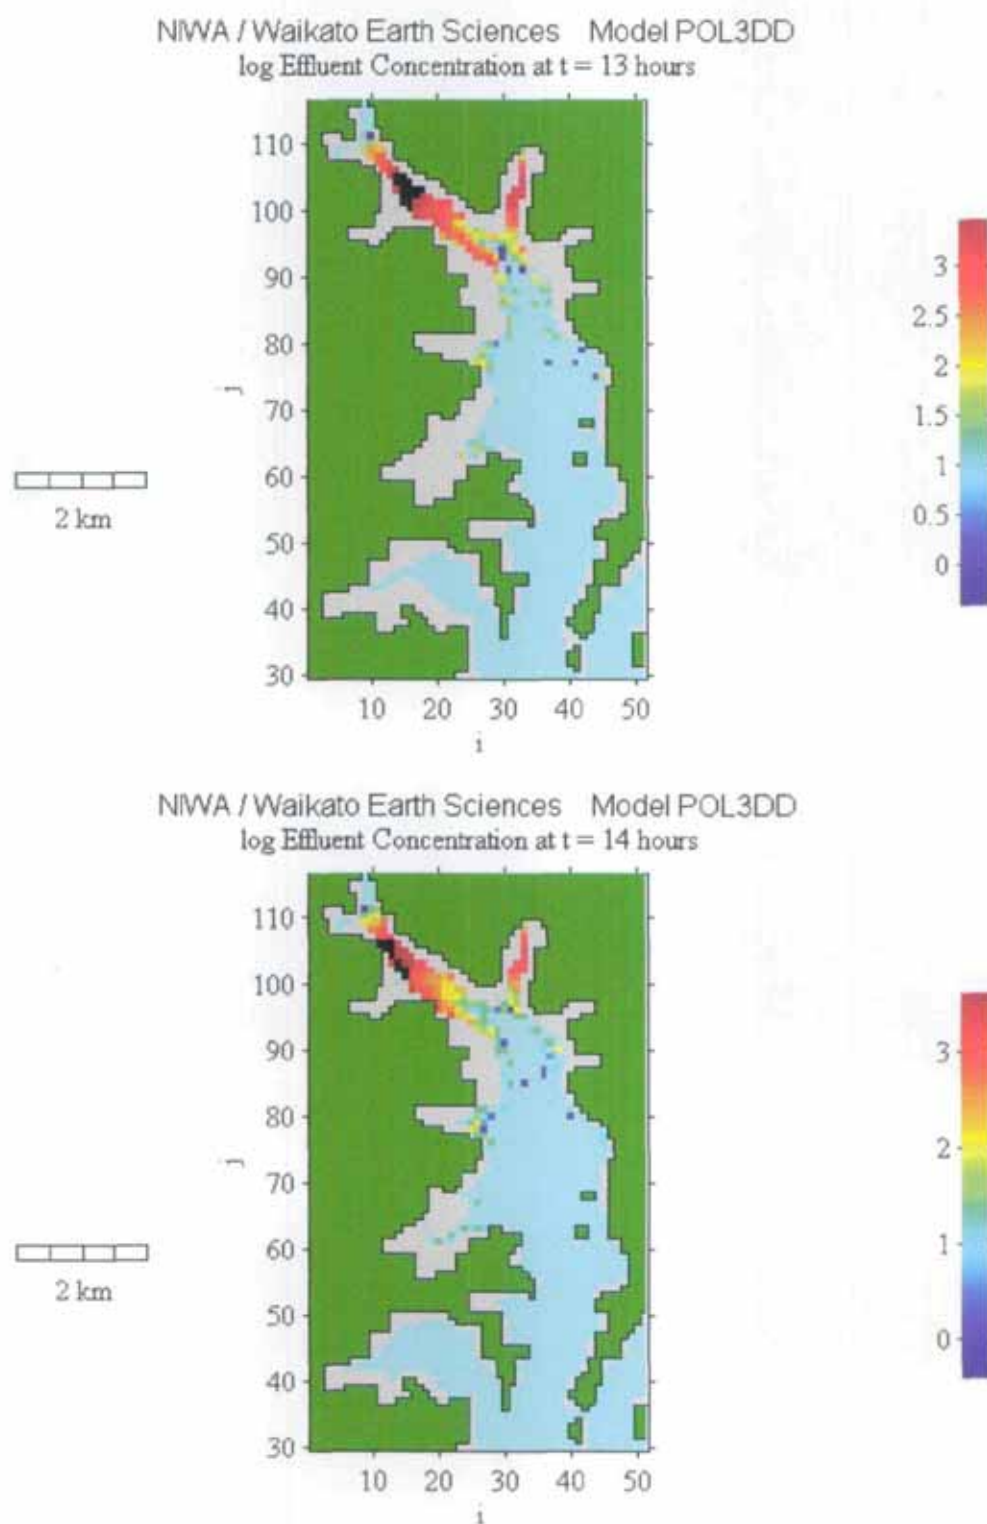 NIWA / Waikato Earth Sciences Model POL3DD
log Effluent Concentration at t = 13 hours
110
100
90
80
70
60
50
40
30
j
10 20 30 40 50
i
2 km
3
2.5
2
1.5
1
0.5
0
NIWA / Waikato Earth Sciences Model POL3DD
log Effluent Concentration at t = 14 hours
110
100
90
80
70
60
50
40
30
j
10 20 30 40 50
i
2 km
3
2
1
0